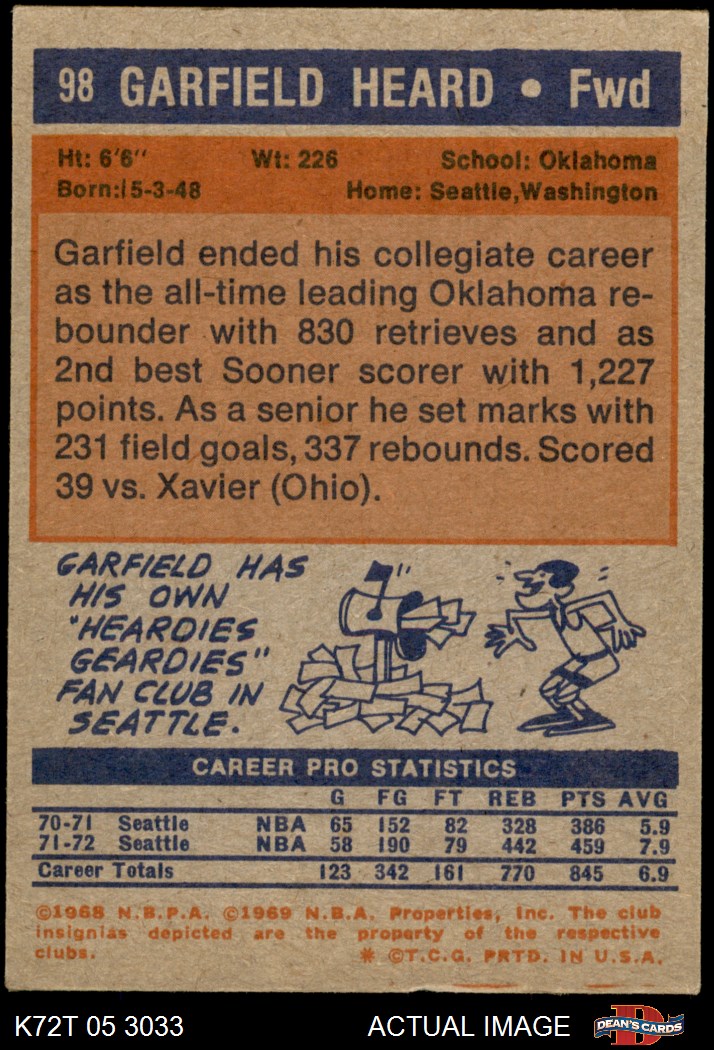 98 GARFIELD HEARD • Fwd
Ht: 6'6" Wt: 226 School: Oklahoma
Born: 5-3-48 Home: Seattle,Washington
Garfield ended his collegiate career
as the all-time leading Oklahoma re-
bounder with 830 retrieves and as
2nd best Sooner scorer with 1,227
points. As a senior he set marks with
231 field goals, 337 rebounds. Scored
39 vs. Xavier (Ohio).
GARFIELD HAS
HIS OWN
"HEARDIES
GEARDIES"
FAN CLUB IN
SEATTLE.
CAREER PRO STATISTICS
G FG FT REB PTS AVG
70-71 Seattle NBA 65 152 82 328 386 5.9
71-72 Seattle NBA 58 190 79 442 459 7.9
Career Totals 123 342 161 770 845 6.9
©1968 N.B.P.A. ©1969 N.B.A. Properties, Inc. The club
insignias depicted are the property of the respective
clubs. * ©T.C.G. PRTD. IN U.S.A.
K72T 05 3033 ACTUAL IMAGE DEAN'S CARDS